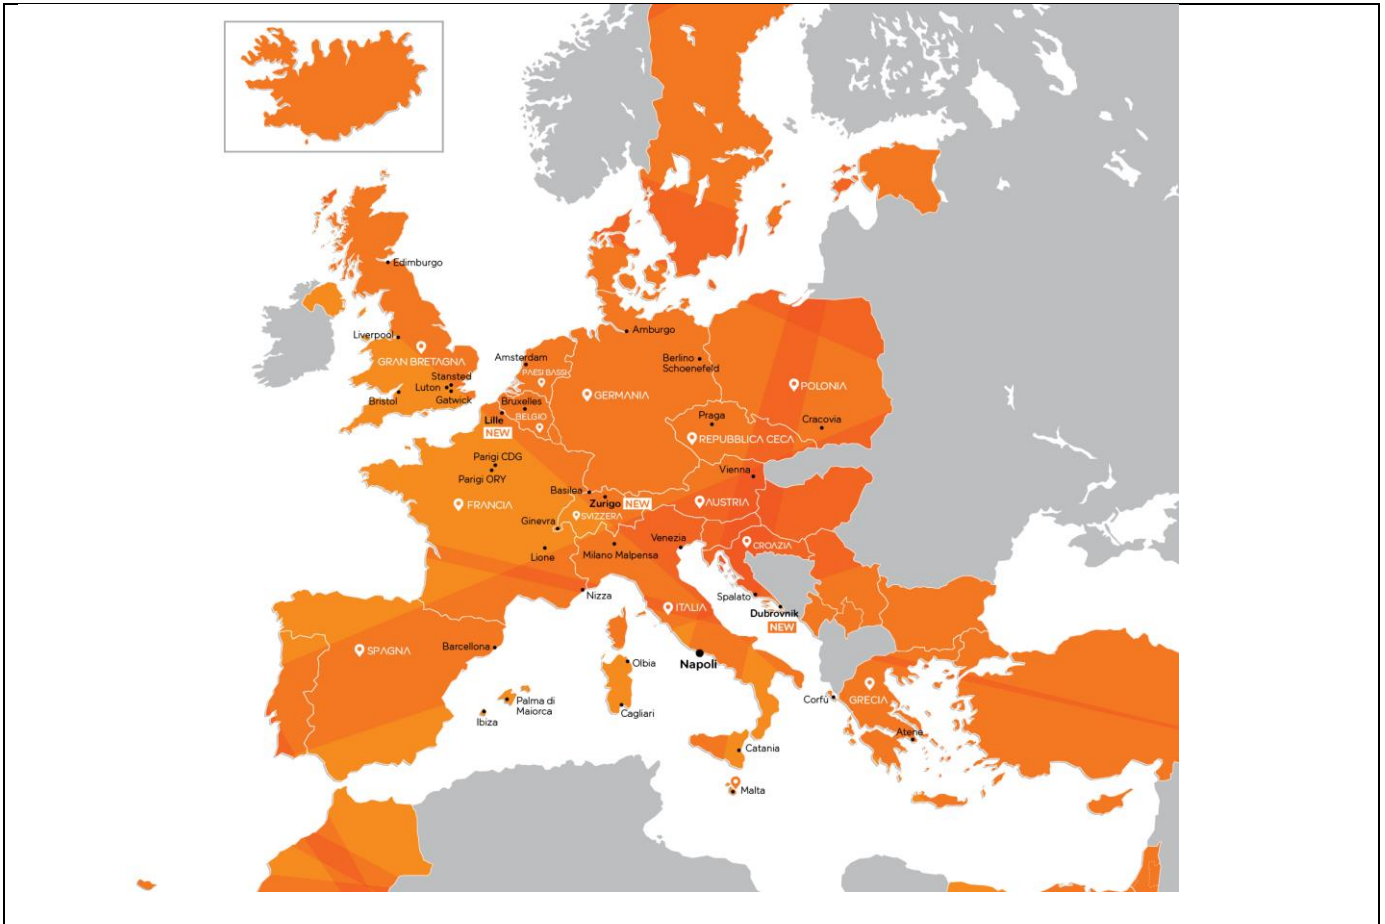 Edimburgo
Liverpool
GRAN BRETAGNA
Stansted
Luton
Gatwick
Bristol
Amburgo
Amsterdam
PAESI BASSI
Berlino
Schoenefeld
GERMANIA
POLONIA
Bruxelles
BELGIO
Lille
NEW
Praga
Cracovia
REPUBBLICA CECA
Parigi CDG
Parigi ORY
Vienna
Basilea
Zurigo NEW
FRANCIA
AUSTRIA
SVIZZERA
Ginevra
Venezia
CROAZIA
Lione
Milano Malpensa
Nizza
Spalato
ITALIA
Dubrovnik
NEW
Barcellona
SPAGNA
Olbia
Napoli
Palma di
Maiorca
Ibiza
Cagliari
Corfù
GRECIA
Atene
Catania
Malta